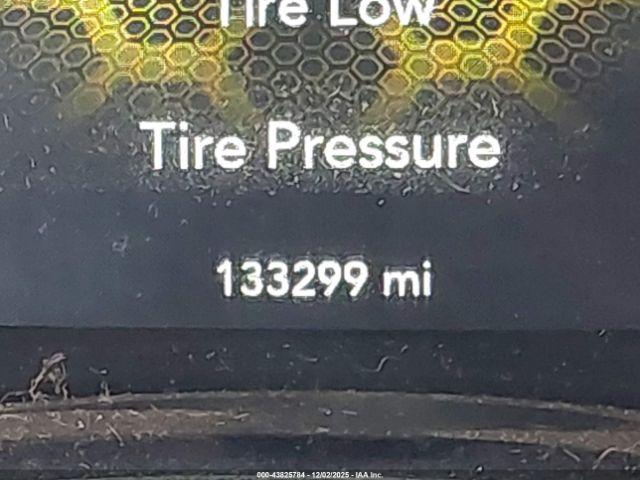 Tire Low
Tire Pressure
133299 mi
000-43825784 - 12/02/2025 - IAA Inc.